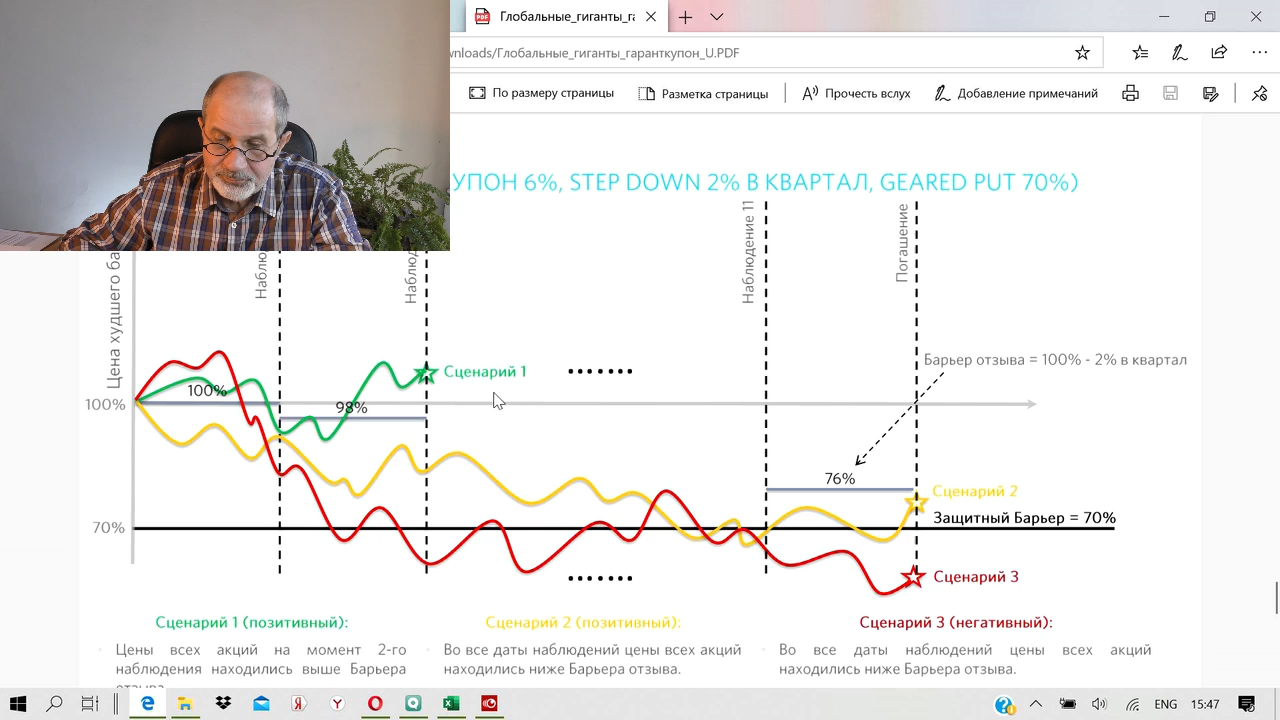 Глобальные_гиганты_га
wnloads/Глобальные_гиганты_гаранткупон_U.PDF
По размеру страницы
Разметка страницы
Прочесть вслух
Добавление примечаний
УПОН 6%, STEP DOWN 2% В КВАРТАЛ, GEARED PUT 70%)
Цена худшего ба
Наблю
Наблюд
Наблюдение 11
Погашение
Барьер отзыва = 100% - 2% в квартал
Сценарий 1
100%
100%
98%
76%
Сценарий 2
Защитный Барьер = 70%
70%
Сценарий 3
Сценарий 1 (позитивный):
Цены всех акций на момент 2-го
наблюдения находились выше Барьера
отзыва
Сценарий 2 (позитивный):
Во все даты наблюдений цены всех акций
находились ниже Барьера отзыва.
Сценарий 3 (негативный):
Во все даты наблюдений цены всех акций
находились ниже Барьера отзыва.
ENG
15:47